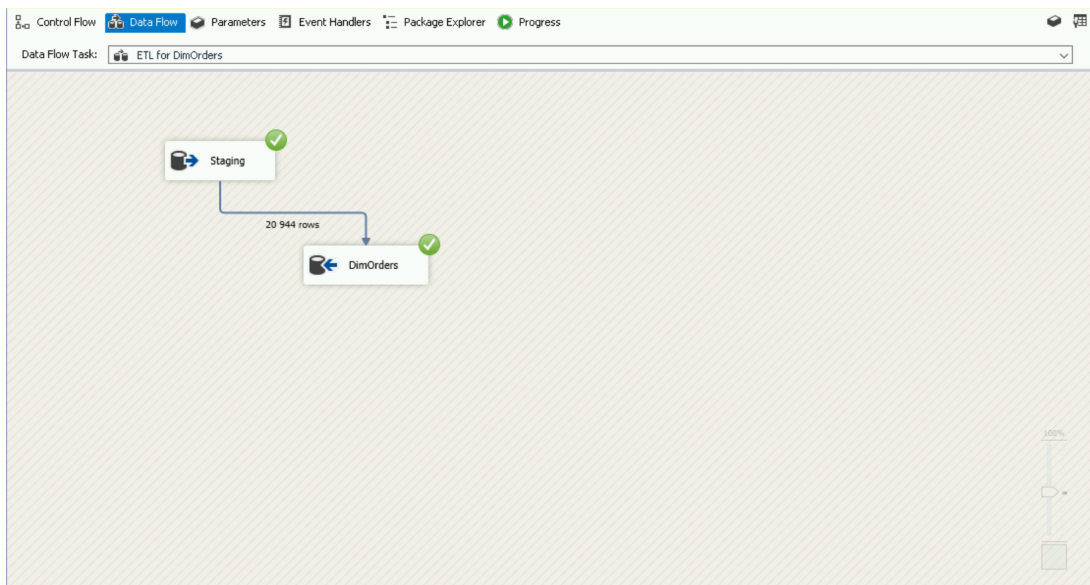 Control Flow Data Flow Parameters Event Handlers Package Explorer Progress
Data Flow Task: ETL for DimOrders
Staging
20 944 rows
DimOrders
100%